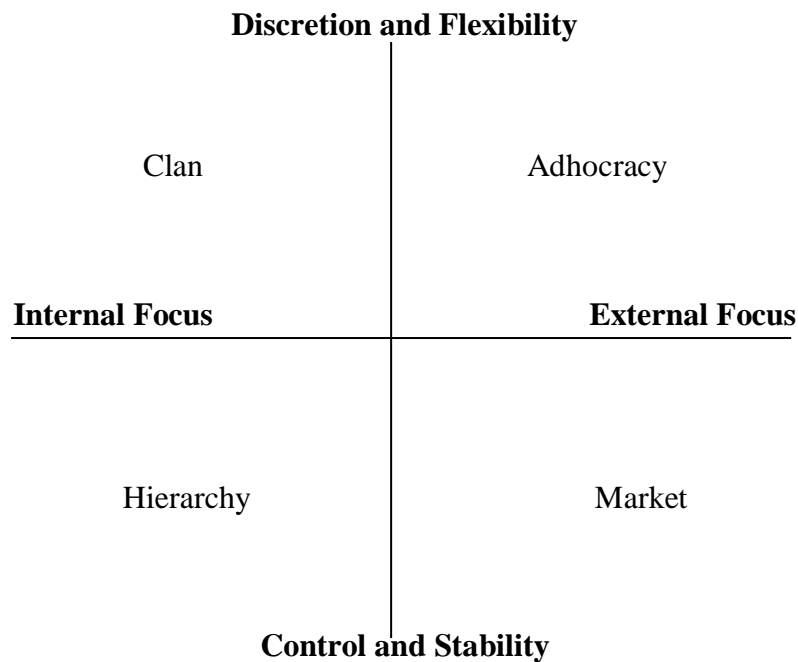 Discretion and Flexibility
Clan
Adhocracy
Internal Focus
External Focus
Hierarchy
Market
Control and Stability